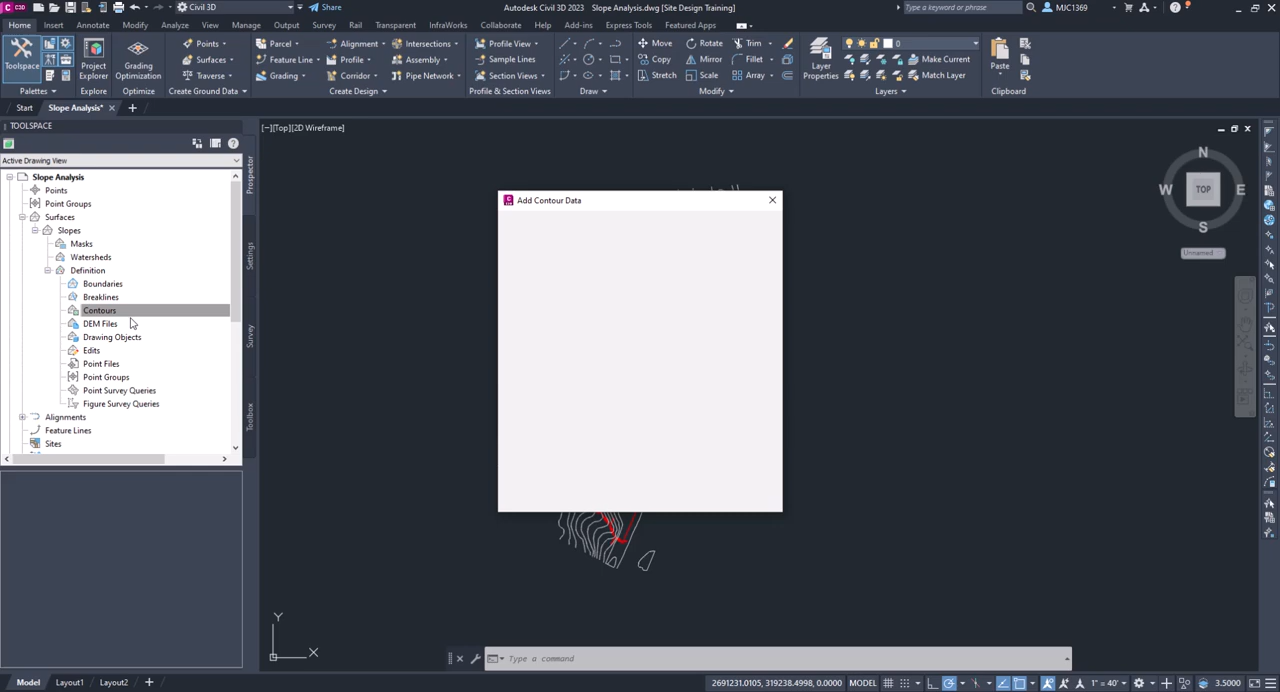 C3D Civil 3D Share Autodesk Civil 3D 2023 Slope Analysis.dwg [Site Design Training] Type a keyword or phrase MJC1369
Home Insert Annotate Modify Analyze View Manage Output Survey Rail Transparent InfraWorks Collaborate Help Add-ins Express Tools Featured Apps
Toolspace
Palettes
Project Explorer
Explore
Grading Optimization
Optimize
Points
Surfaces
Traverse
Create Ground Data
Parcel Alignment Intersections
Feature Line Profile Assembly
Grading Corridor Pipe Network
Create Design
Profile View
Sample Lines
Section Views
Profile & Section Views
Draw
Move Rotate Trim
Copy Mirror Fillet
Stretch Scale Array
Modify
Layer Properties
0
Make Current
Match Layer
Layers
Paste
Clipboard
Start Slope Analysis*
TOOLSPACE
Active Drawing View
Slope Analysis
Points
Point Groups
Surfaces
Slopes
Masks
Watersheds
Definition
Boundaries
Breaklines
Contours
DEM Files
Drawing Objects
Edits
Point Files
Point Groups
Point Survey Queries
Figure Survey Queries
Alignments
Feature Lines
Sites
Prospector
Settings
Survey
Toolbox
[−][Top][2D Wireframe]
Add Contour Data
N
W TOP E
S
Unnamed
Y
X
Type a command
Model Layout1 Layout2
2691231.0105, 319238.4998, 0.0000 MODEL 1" = 40' 3.5000